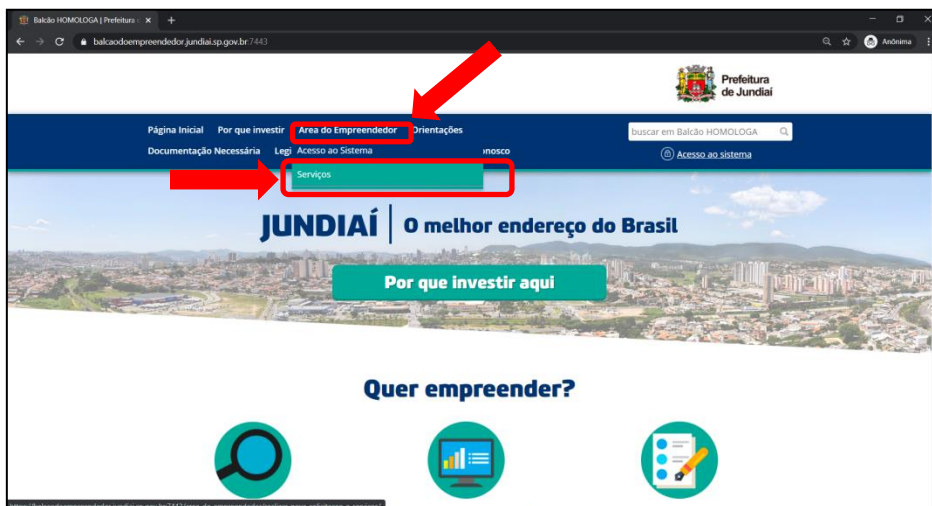 Balcão HOMOLOGA | Prefeitura
balcaodoempreendedor.jundiai.sp.gov.br:7443
Anônima
Prefeitura
de Jundiaí
Página Inicial Por que investir Area do Empreendedor Orientações
buscar em Balcão HOMOLOGA
Documentação Necessária Legi Acesso ao Sistema onosco
Acesso ao sistema
Serviços
JUNDIAÍ | O melhor endereço do Brasil
Por que investir aqui
Quer empreender?